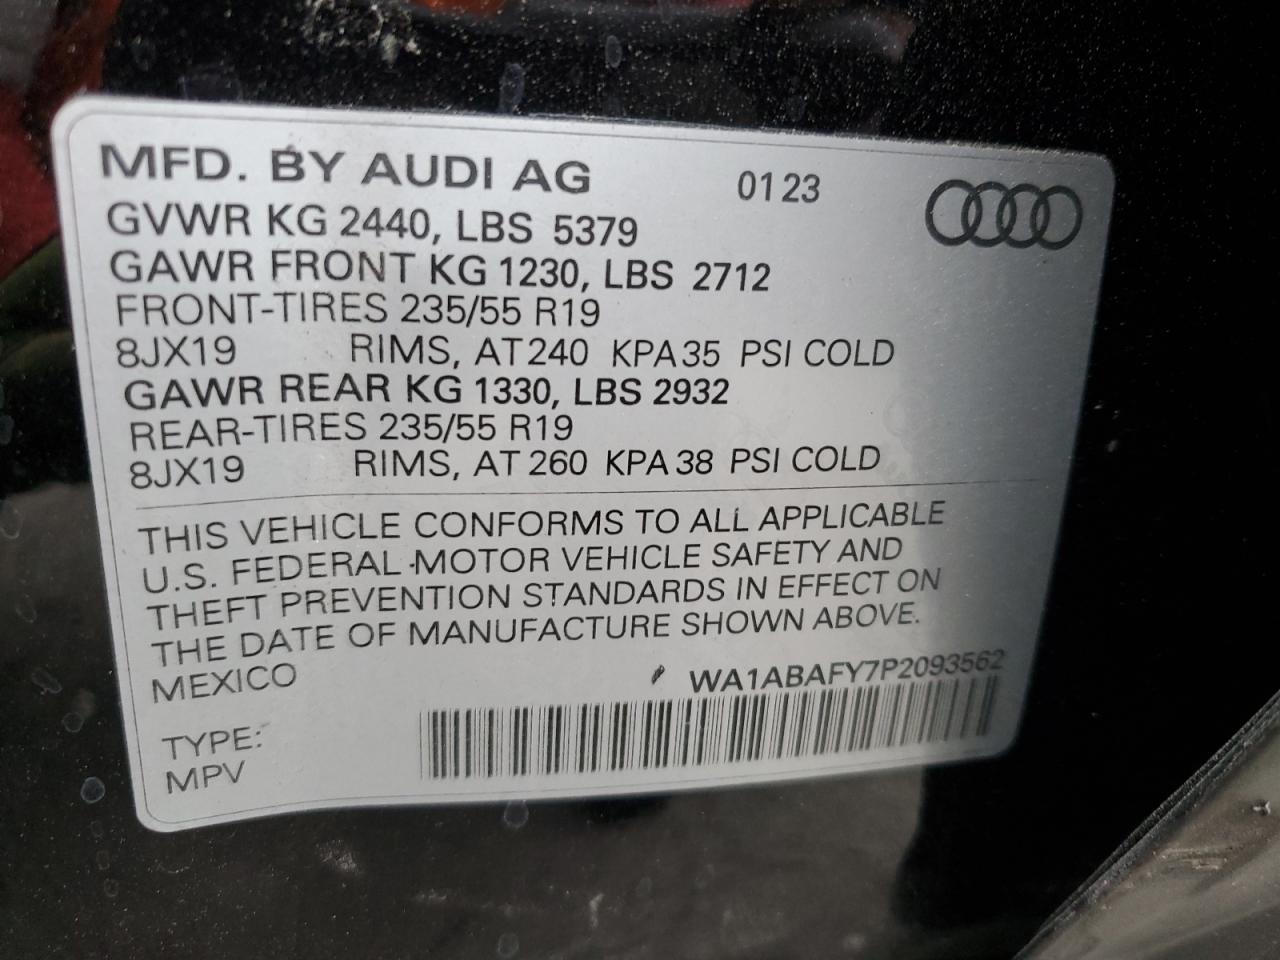 MFD. BY AUDI AG 0123
GVWR KG 2440, LBS 5379
GAWR FRONT KG 1230, LBS 2712
FRONT-TIRES 235/55 R19
8JX19 RIMS, AT 240 KPA 35 PSI COLD
GAWR REAR KG 1330, LBS 2932
REAR-TIRES 235/55 R19
8JX19 RIMS, AT 260 KPA 38 PSI COLD
THIS VEHICLE CONFORMS TO ALL APPLICABLE
U.S. FEDERAL MOTOR VEHICLE SAFETY AND
THEFT PREVENTION STANDARDS IN EFFECT ON
THE DATE OF MANUFACTURE SHOWN ABOVE.
MEXICO WA1ABAFY7P2093562
TYPE:
MPV